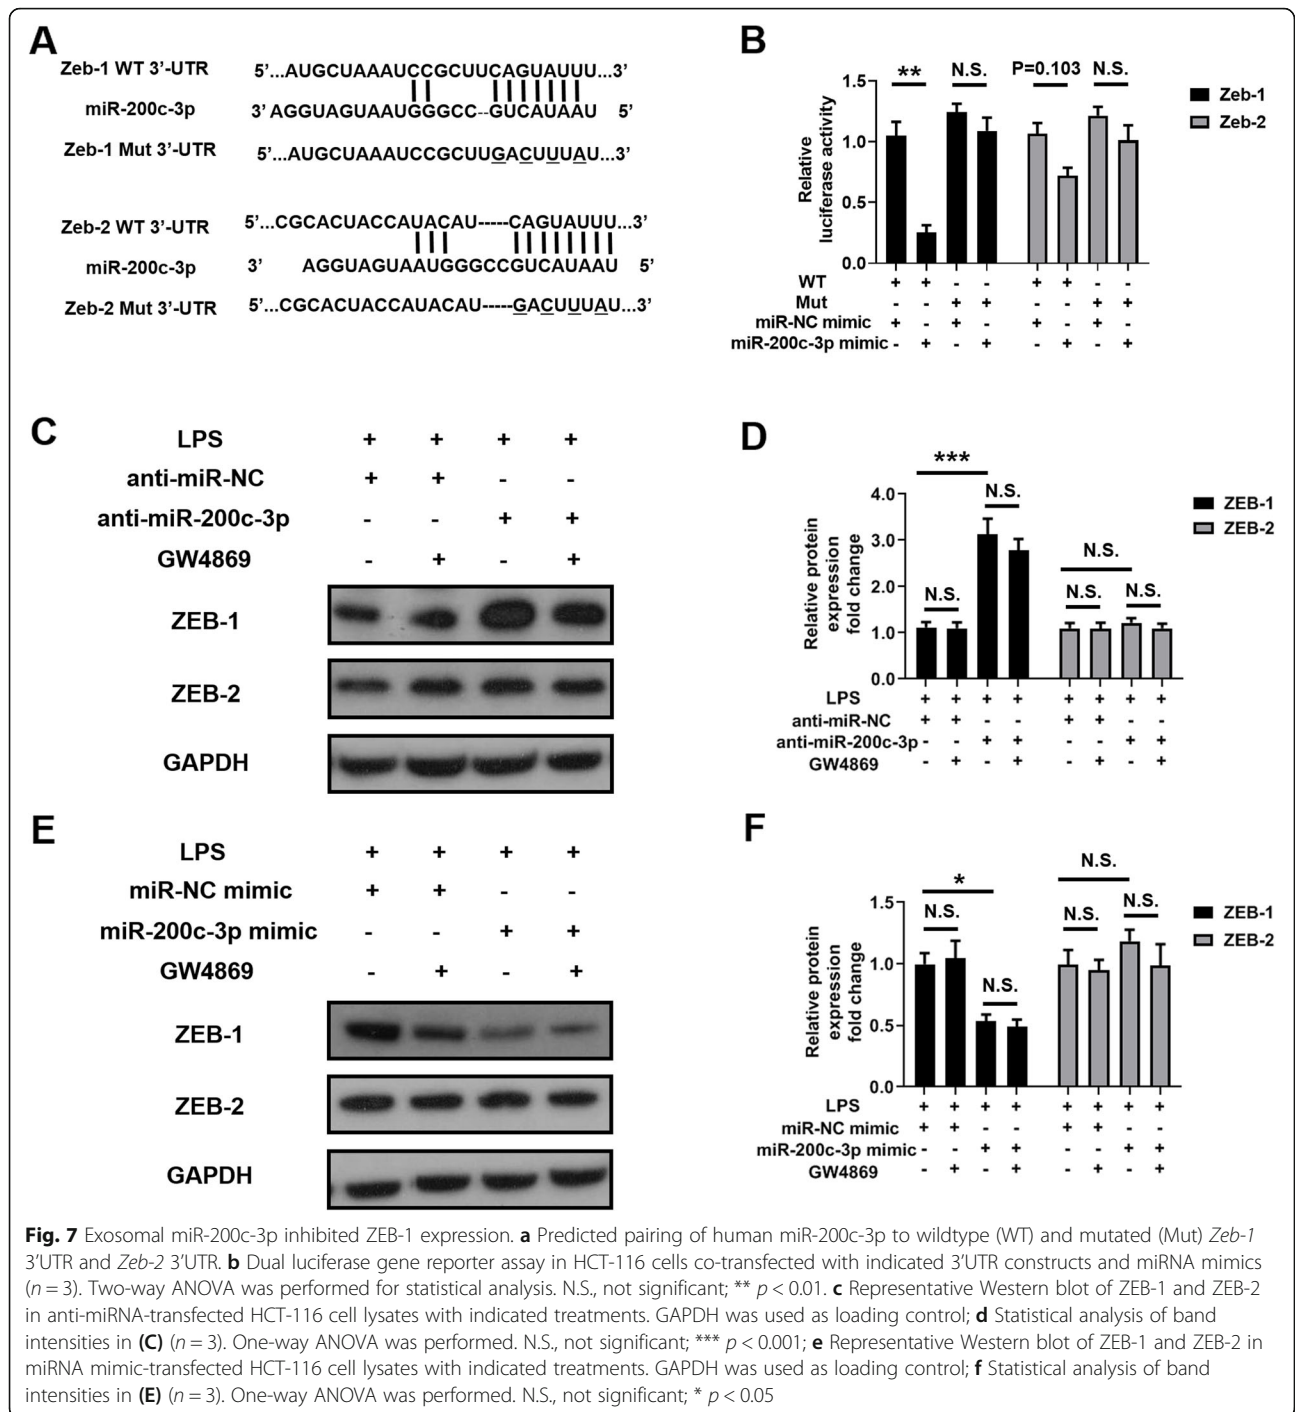 A
Zeb-1 WT 3'-UTR 5'...AUGCUAAAUCCGCUUCAGUAUUU...3'
miR-200c-3p 3' AGGUAGUAAUGGGCC--GUCAUAAU 5'
Zeb-1 Mut 3'-UTR 5'...AUGCUAAAUCCGCUUGACUUUAU...3'
Zeb-2 WT 3'-UTR 5'...CGCACUACCAUACAU-----CAGUAUUU...3'
miR-200c-3p 3' AGGUAGUAAUGGGCCGUCAUAAU 5'
Zeb-2 Mut 3'-UTR 5'...CGCACUACCAUACAU-----GACUUUAU...3'
B
Relative
luciferase activity
1.5
1.0
0.5
0.0
** N.S. P=0.103 N.S.
Zeb-1
Zeb-2
WT + + - - + + - -
Mut - - + + - - + +
miR-NC mimic + - + - + - + -
miR-200c-3p mimic - + - + - + - +
C
LPS + + + +
anti-miR-NC + + - -
anti-miR-200c-3p - - + +
GW4869 - + - +
ZEB-1
ZEB-2
GAPDH
D
Relative protein
expression
fold change
4.0
3.0
2.0
1.0
0.0
***
N.S.
N.S.
N.S.
N.S. N.S.
ZEB-1
ZEB-2
LPS + + + + + + + +
anti-miR-NC + + - - + + - -
anti-miR-200c-3p - - + + - - + +
GW4869 - + - + - + - +
E
LPS + + + +
miR-NC mimic + + - -
miR-200c-3p mimic - - + +
GW4869 - + - +
ZEB-1
ZEB-2
GAPDH
F
Relative protein
expression
fold change
1.5
1.0
0.5
0.0
*
N.S.
N.S.
N.S.
N.S. N.S.
ZEB-1
ZEB-2
LPS + + + + + + + +
miR-NC mimic + + - - + + - -
miR-200c-3p mimic - - + + - - + +
GW4869 - + - + - + - +
Fig. 7 Exosomal miR-200c-3p inhibited ZEB-1 expression. a Predicted pairing of human miR-200c-3p to wildtype (WT) and mutated (Mut) Zeb-1
3'UTR and Zeb-2 3'UTR. b Dual luciferase gene reporter assay in HCT-116 cells co-transfected with indicated 3'UTR constructs and miRNA mimics
(n = 3). Two-way ANOVA was performed for statistical analysis. N.S., not significant; ** p < 0.01. c Representative Western blot of ZEB-1 and ZEB-2
in anti-miRNA-transfected HCT-116 cell lysates with indicated treatments. GAPDH was used as loading control; d Statistical analysis of band
intensities in (C) (n = 3). One-way ANOVA was performed. N.S., not significant; *** p < 0.001; e Representative Western blot of ZEB-1 and ZEB-2 in
miRNA mimic-transfected HCT-116 cell lysates with indicated treatments. GAPDH was used as loading control; f Statistical analysis of band
intensities in (E) (n = 3). One-way ANOVA was performed. N.S., not significant; * p < 0.05